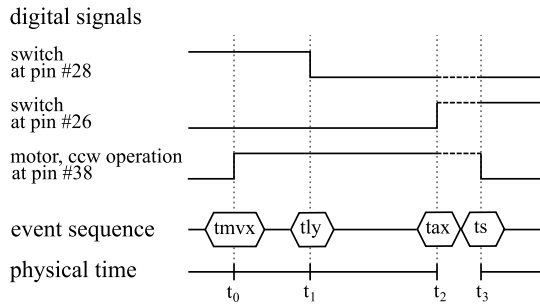 digital signals
switch
at pin #28
switch
at pin #26
motor, ccw operation
at pin #38
event sequence
tmvx tly tax ts
physical time
t0 t1 t2 t3